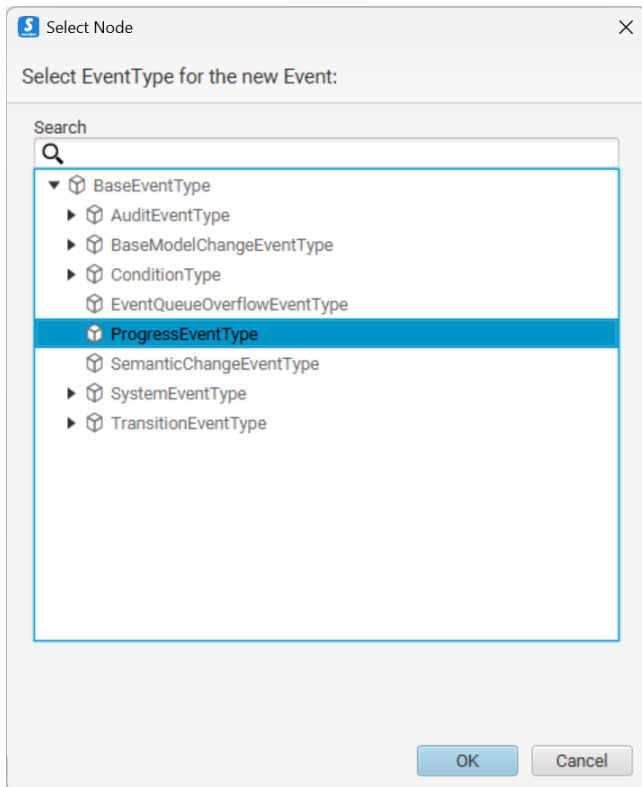 Select Node
Select EventType for the new Event:
Search
BaseEventType
AuditEventType
BaseModelChangeEventType
ConditionType
EventQueueOverflowEventType
ProgressEventType
SemanticChangeEventType
SystemEventType
TransitionEventType
OK Cancel